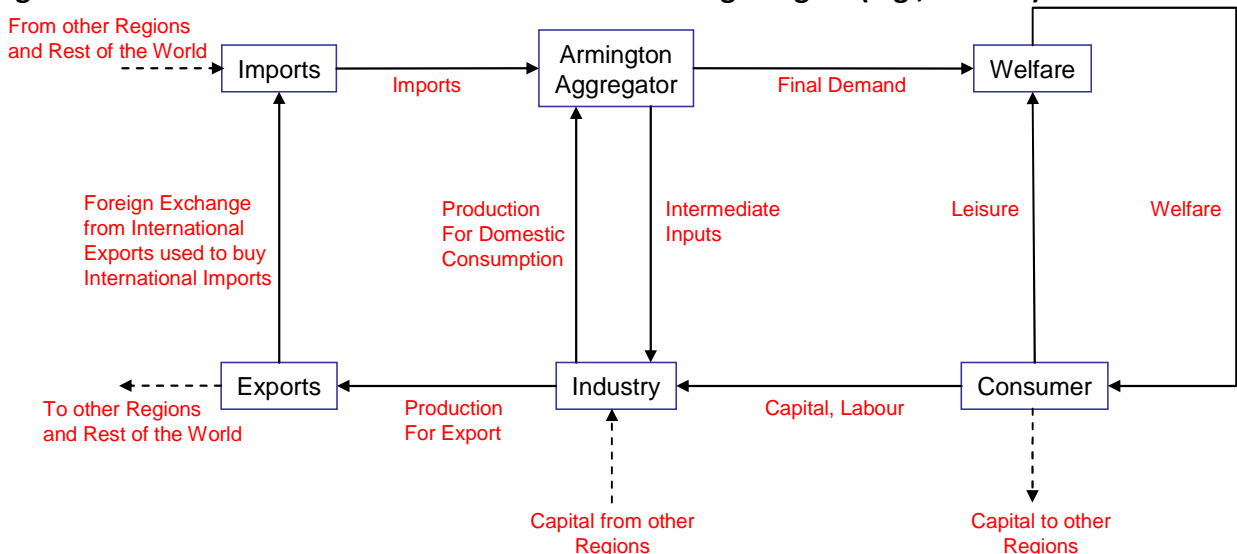 From other Regions
and Rest of the World
Imports
Imports
Armington
Aggregator
Final Demand
Welfare
Foreign Exchange
from International
Exports used to buy
International Imports
Production
For Domestic
Consumption
Intermediate
Inputs
Leisure
Welfare
Exports
Industry
Consumer
To other Regions
and Rest of the World
Production
For Export
Capital, Labour
Capital from other
Regions
Capital to other
Regions